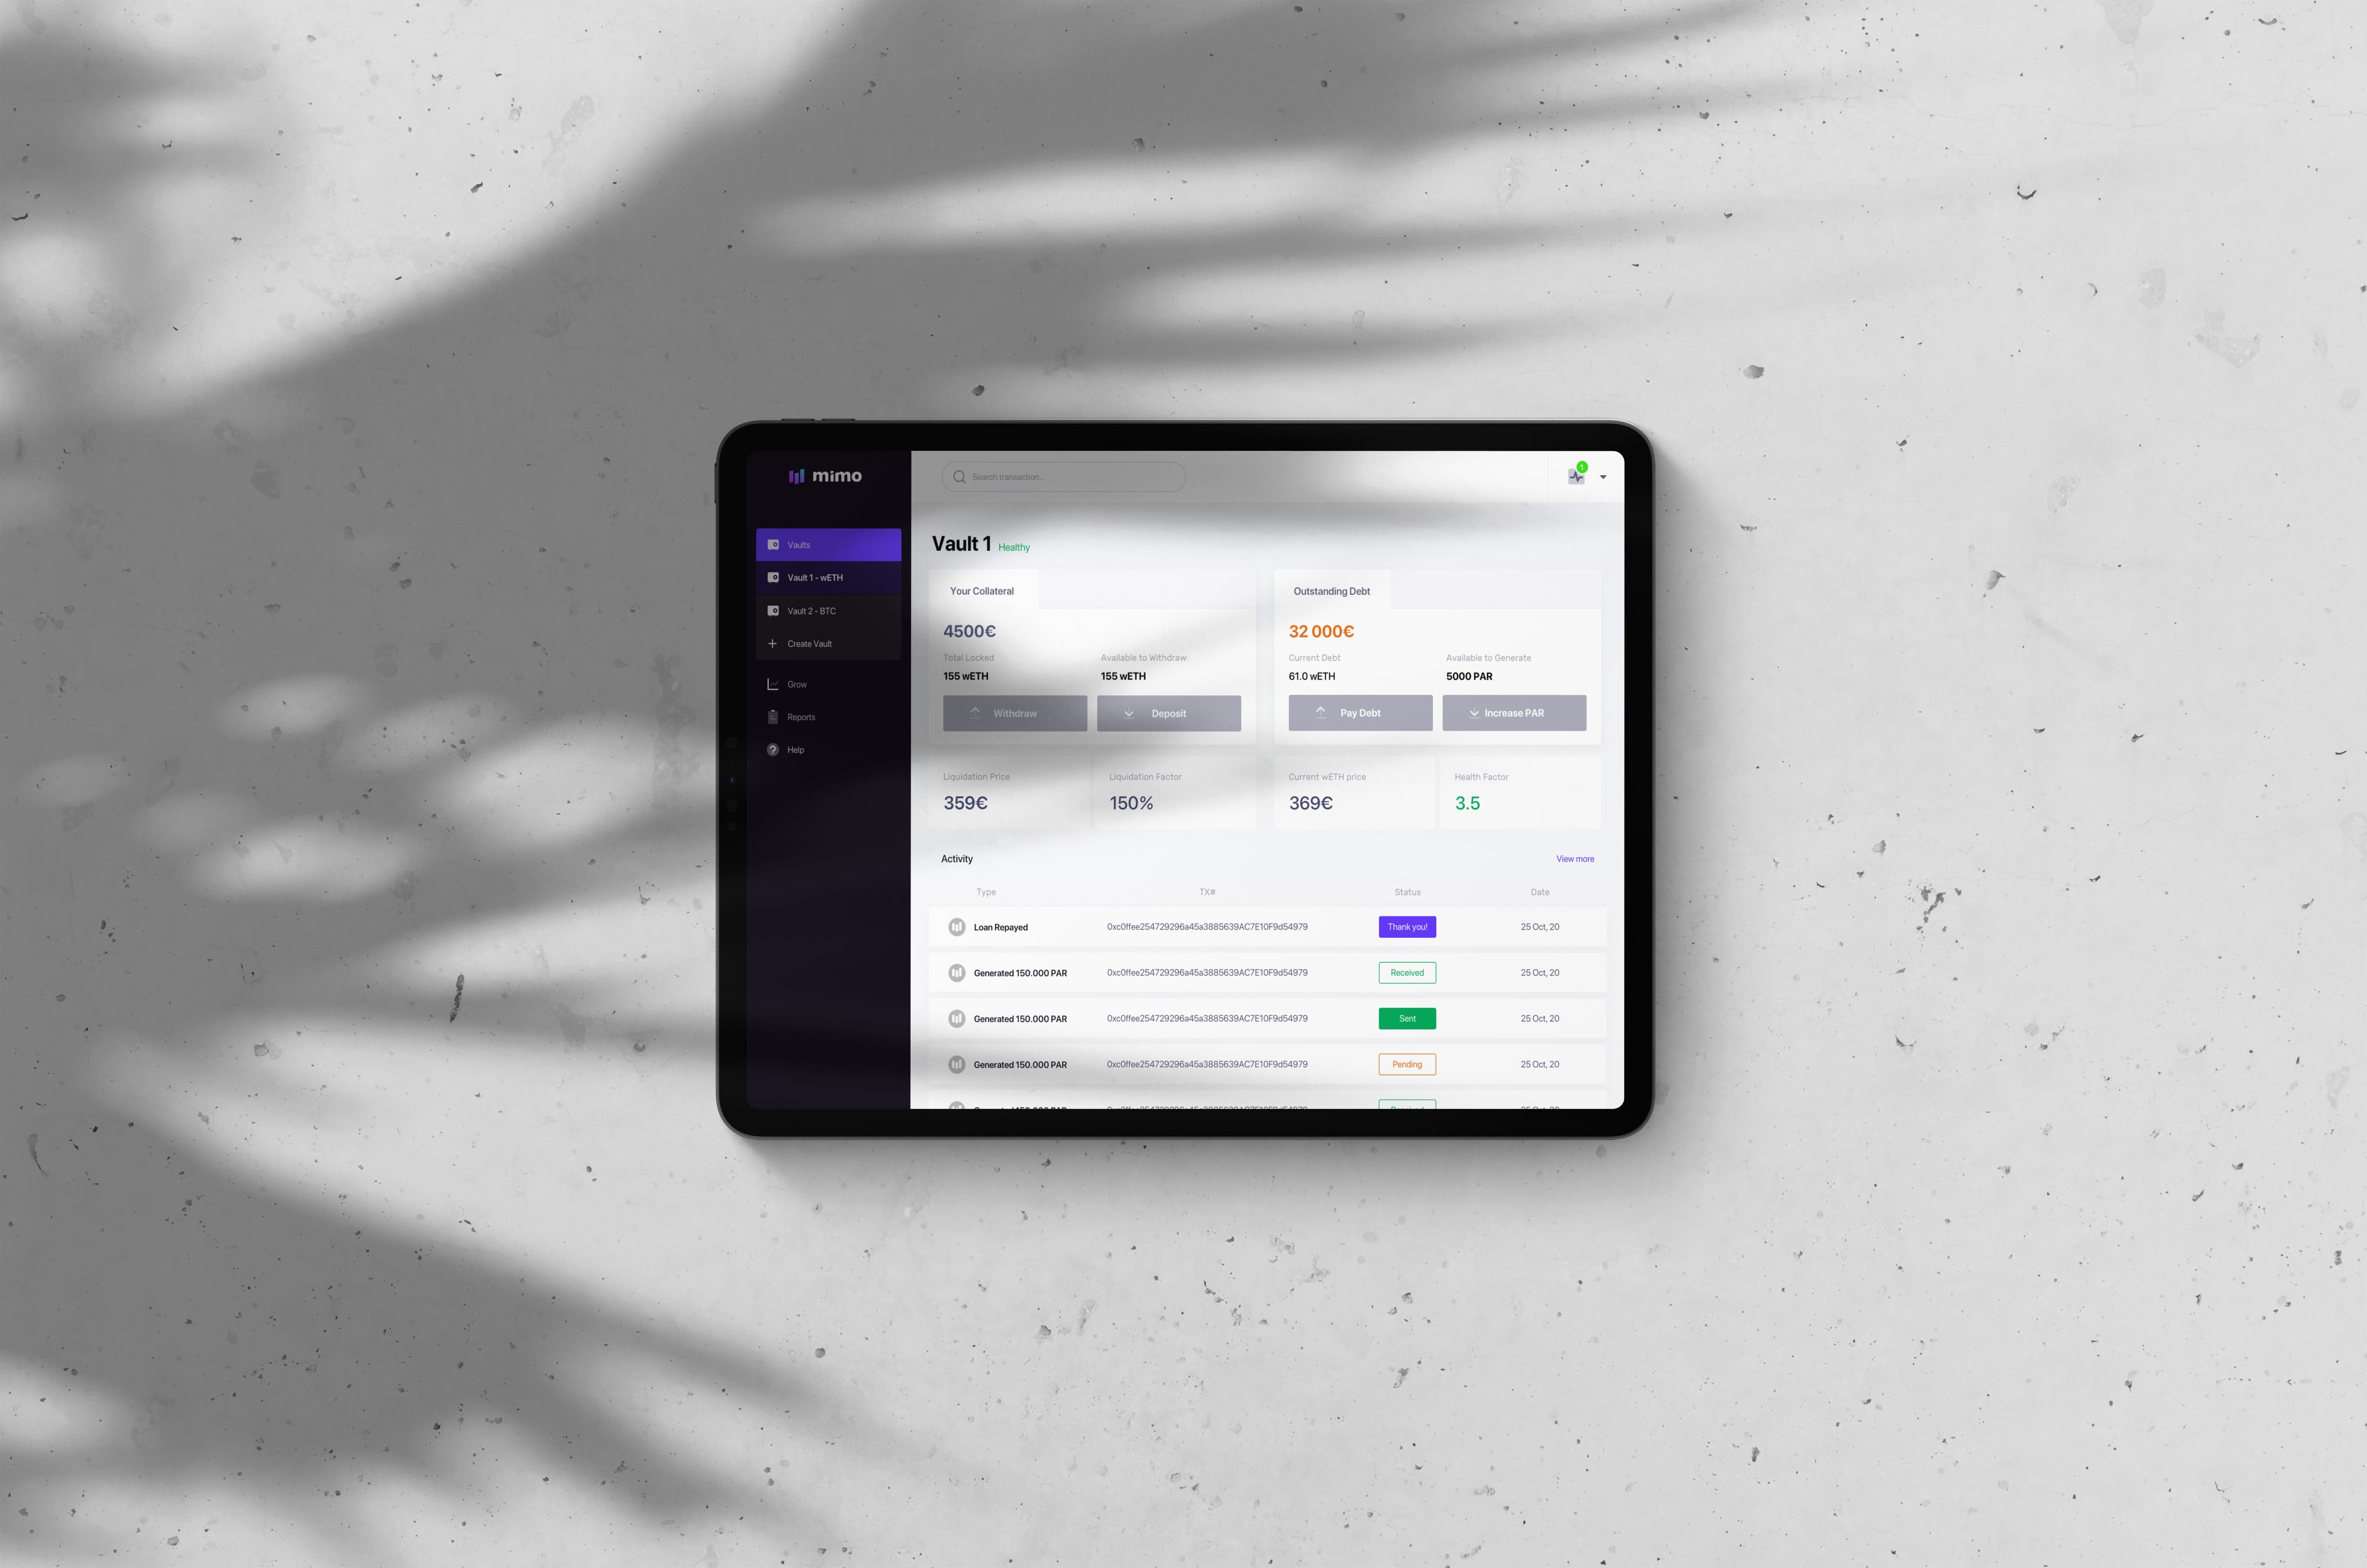 mimo
Search transaction...
1
Vaults
Vault 1 - wETH
Vault 2 - BTC
Create Vault
Grow
Reports
Help
Vault 1 Healthy
Your Collateral
4500€
Total Locked Available to Withdraw
155 wETH 155 wETH
Withdraw Deposit
Outstanding Debt
32 000€
Current Debt Available to Generate
61.0 wETH 5000 PAR
Pay Debt Increase PAR
Liquidation Price Liquidation Factor Current wETH price Health Factor
359€ 150% 369€ 3.5
Activity View more
Type TX# Status Date
Loan Repayed 0xc0ffee254729296a45a3885639AC7E10F9d54979 Thank you! 25 Oct, 20
Generated 150.000 PAR 0xc0ffee254729296a45a3885639AC7E10F9d54979 Received 25 Oct, 20
Generated 150.000 PAR 0xc0ffee254729296a45a3885639AC7E10F9d54979 Sent 25 Oct, 20
Generated 150.000 PAR 0xc0ffee254729296a45a3885639AC7E10F9d54979 Pending 25 Oct, 20